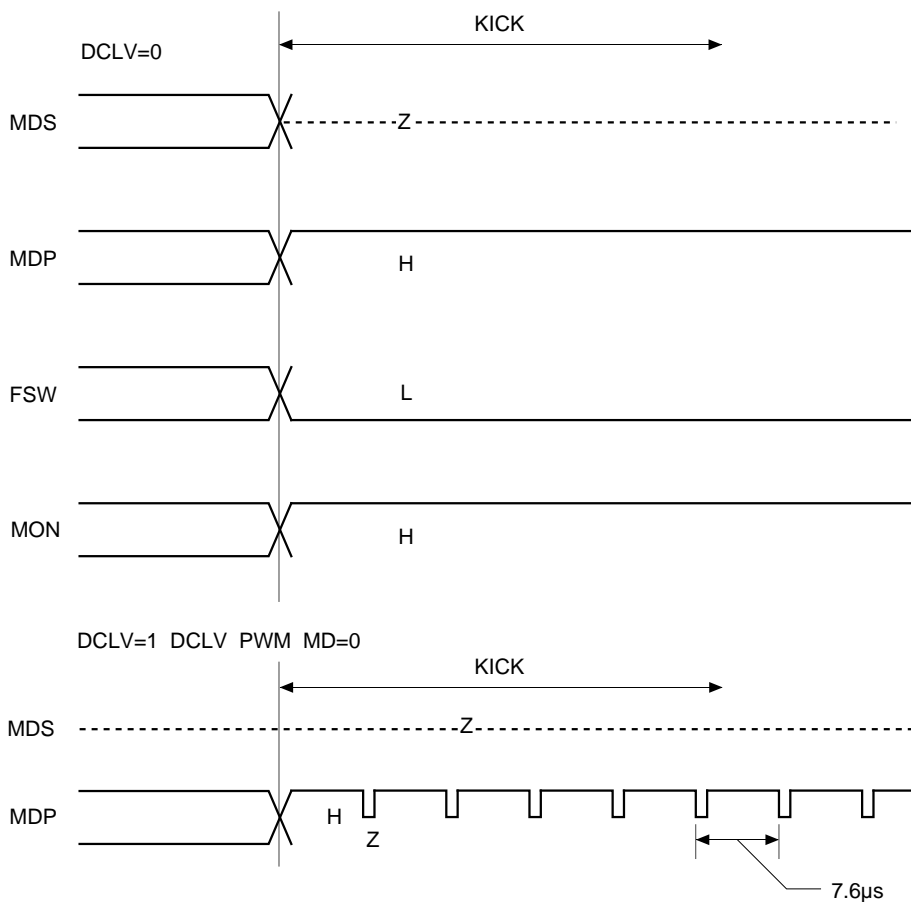 KICK
DCLV=0
MDS
Z
MDP
H
FSW
L
MON
H
DCLV=1 DCLV PWM MD=0
KICK
MDS
Z
MDP
H
Z
7.6µs